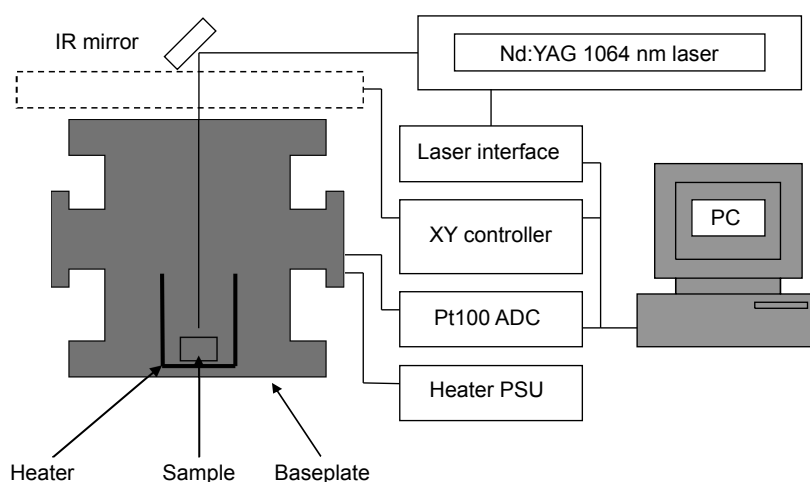 IR mirror
Nd:YAG 1064 nm laser
Laser interface
XY controller
PC
Pt100 ADC
Heater PSU
Heater
Sample
Baseplate